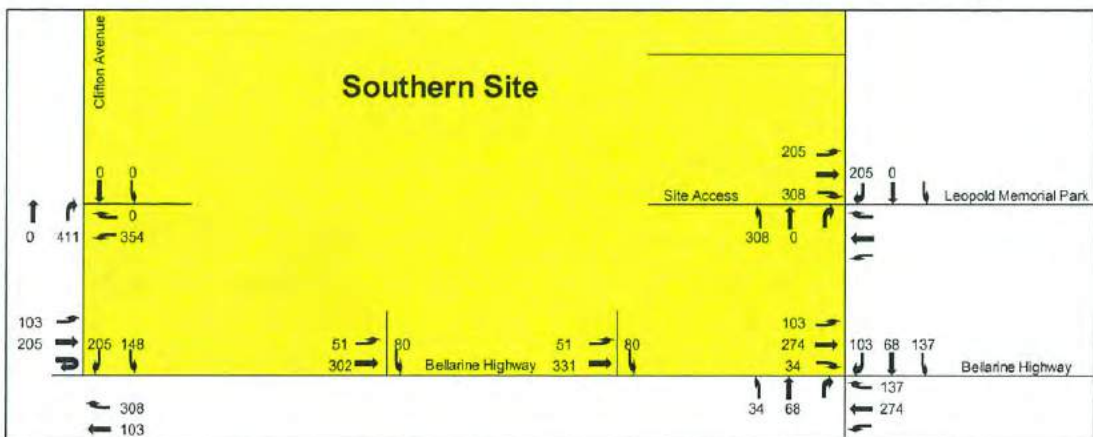 Clifton Avenue
Southern Site
205
0 0
205 0
Site Access 308 Leopold Memorial Park
0
0 411 354
308 0
103
103
205 205 148 51 80 51 80 274 103 68 137
302 Bellarine Highway 331 34 Bellarine Highway
137
308 34 68 274
103